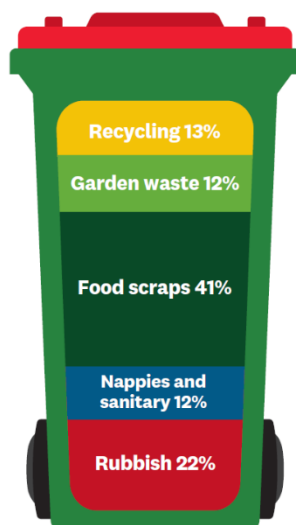 Recycling 13%
Garden waste 12%
Food scraps 41%
Nappies and
sanitary 12%
Rubbish 22%